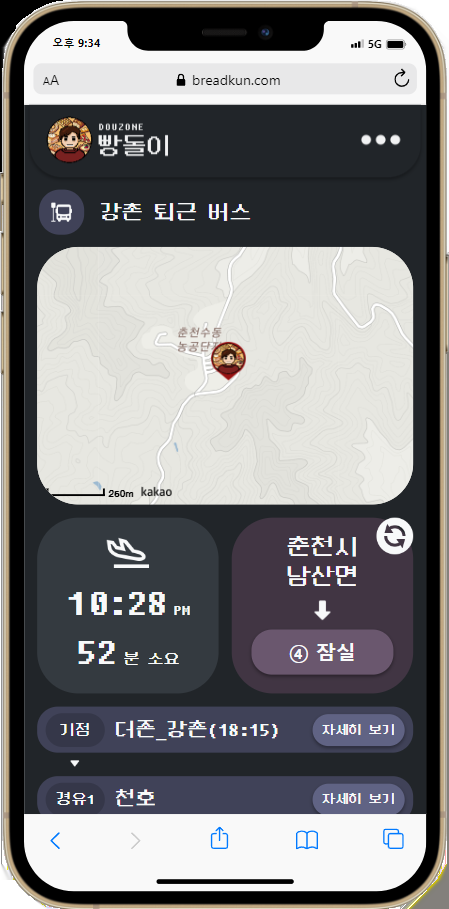 오후 9:34
5G
AA
breadkun.com
DOUZONE
빵돌이
강촌 퇴근 버스
춘천수동
농공단지
260m
kakao
10:28 PM
52 분 소요
춘천시
남산면
④ 잠실
기점
더존_강촌(18:15)
자세히 보기
경유1
천호
자세히 보기